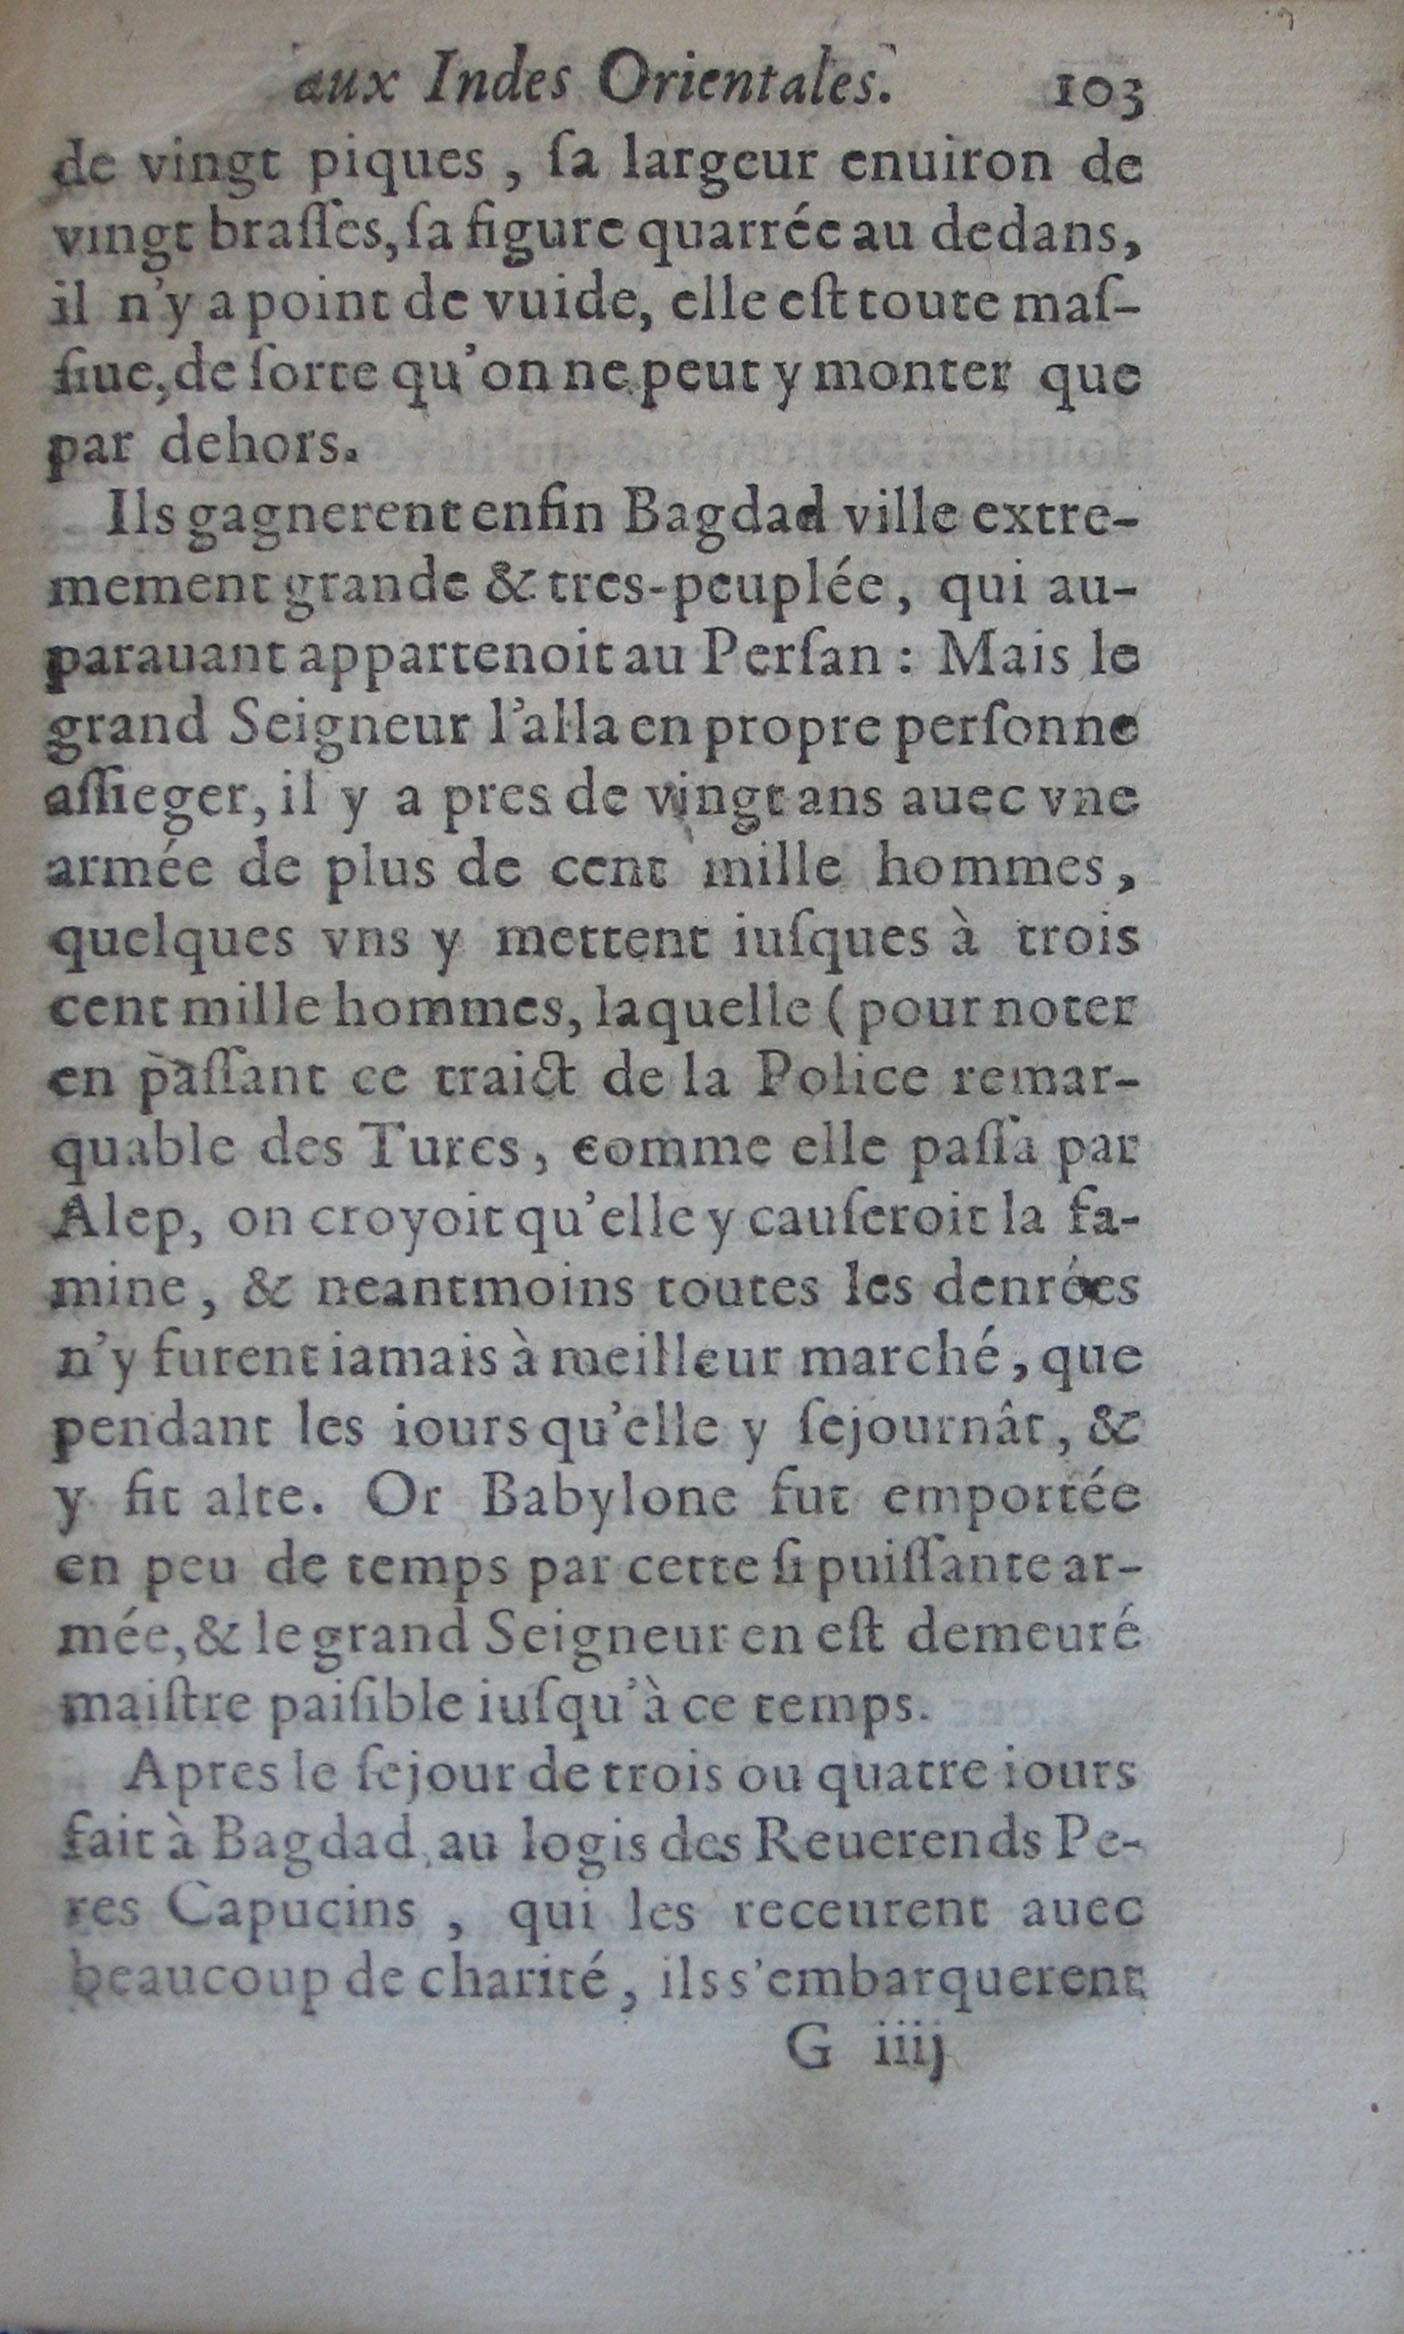 aux Indes Orientales. 103
de vingt piques, ſa largeur enuiron de
vingt braſſes, ſa figure quarrée au dedans,
il n'y a point de vuide, elle eſt toute maſ-
ſiue, de ſorte qu'on ne peut y monter que
par dehors.
Ils gagnerent enfin Bagdad ville extre-
mement grande & tres-peuplée, qui au-
parauant appartenoit au Perſan : Mais le
grand Seigneur l'alla en propre perſonne
aſſieger, il y a pres de vingt ans auec vne
armée de plus de cent mille hommes,
quelques vns y mettent iuſques à trois
cent mille hommes, laquelle (pour noter
en paſſant ce traict de la Police remar-
quable des Turcs, comme elle paſſa par
Alep, on croyoit qu'elle y cauſeroit la fa-
mine, & neantmoins toutes les denrées
n'y furent iamais à meilleur marché, que
pendant les iours qu'elle y ſejournât, &
y fit alte. Or Babylone fut emportée
en peu de temps par cette ſi puiſſante ar-
mée, & le grand Seigneur en eſt demeuré
maiſtre paiſible iuſqu'à ce temps.
Apres le ſejour de trois ou quatre iours
fait à Bagdad au logis des Reuerends Pe-
res Capucins, qui les receurent auec
beaucoup de charité, ils s'embarquerent
G iiij